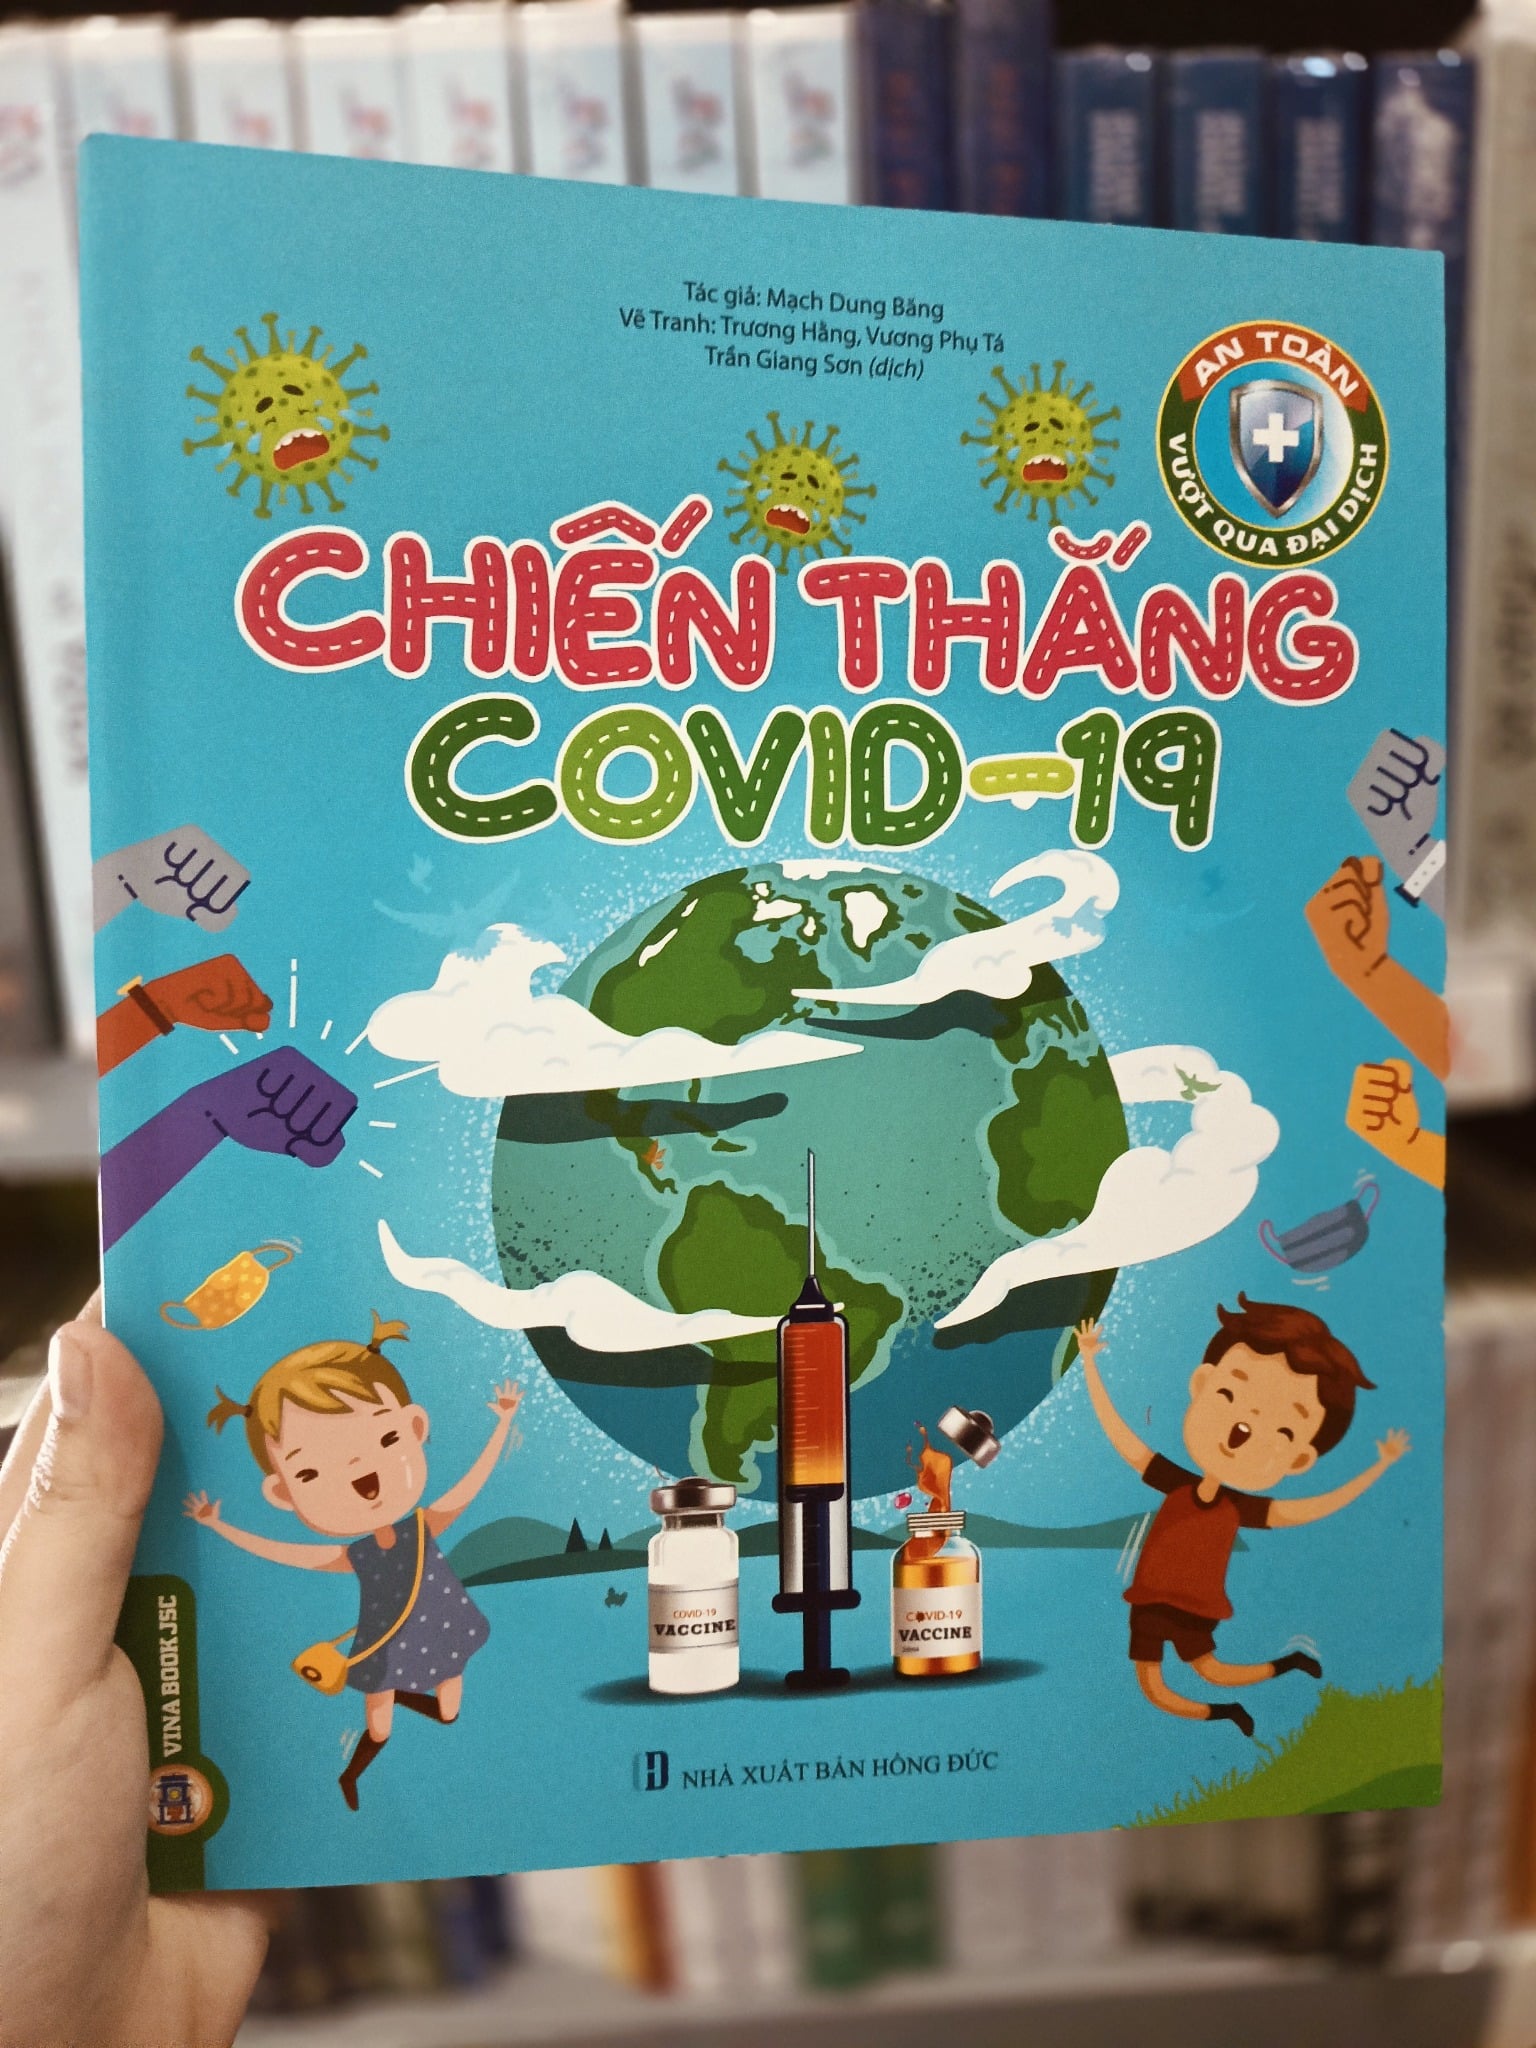 Tác giả: Mạch Dung Băng
Vẽ Tranh: Trương Hằng, Vương Phụ Tá
Trần Giang Sơn (dịch)
AN TOÀN
VƯỢT QUA ĐẠI DỊCH
CHIẾN THẮNG
COVID-19
COVID-19
VACCINE
COVID-19
VACCINE
VINA BOOK.JSC
NHÀ XUẤT BẢN HỒNG ĐỨC